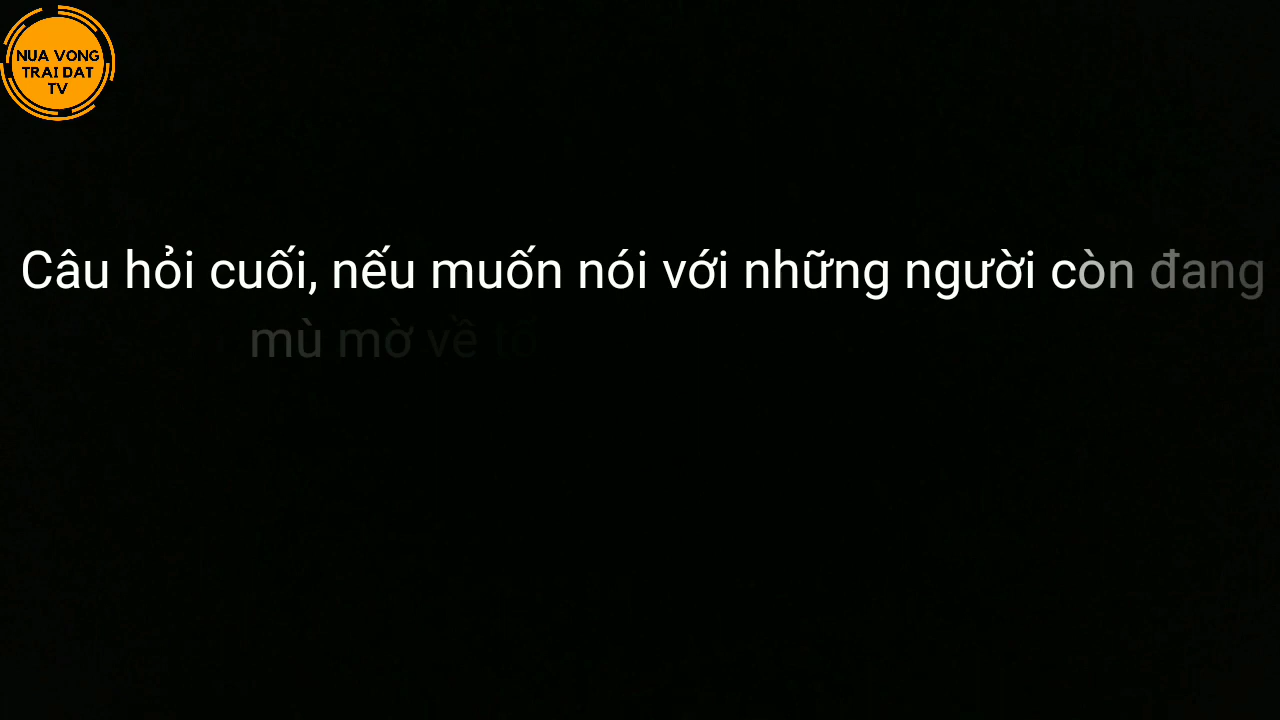 NUA VONG
TRAI DAT
TV
Câu hỏi cuối, nếu muốn nói với những người còn đang
mù mờ về